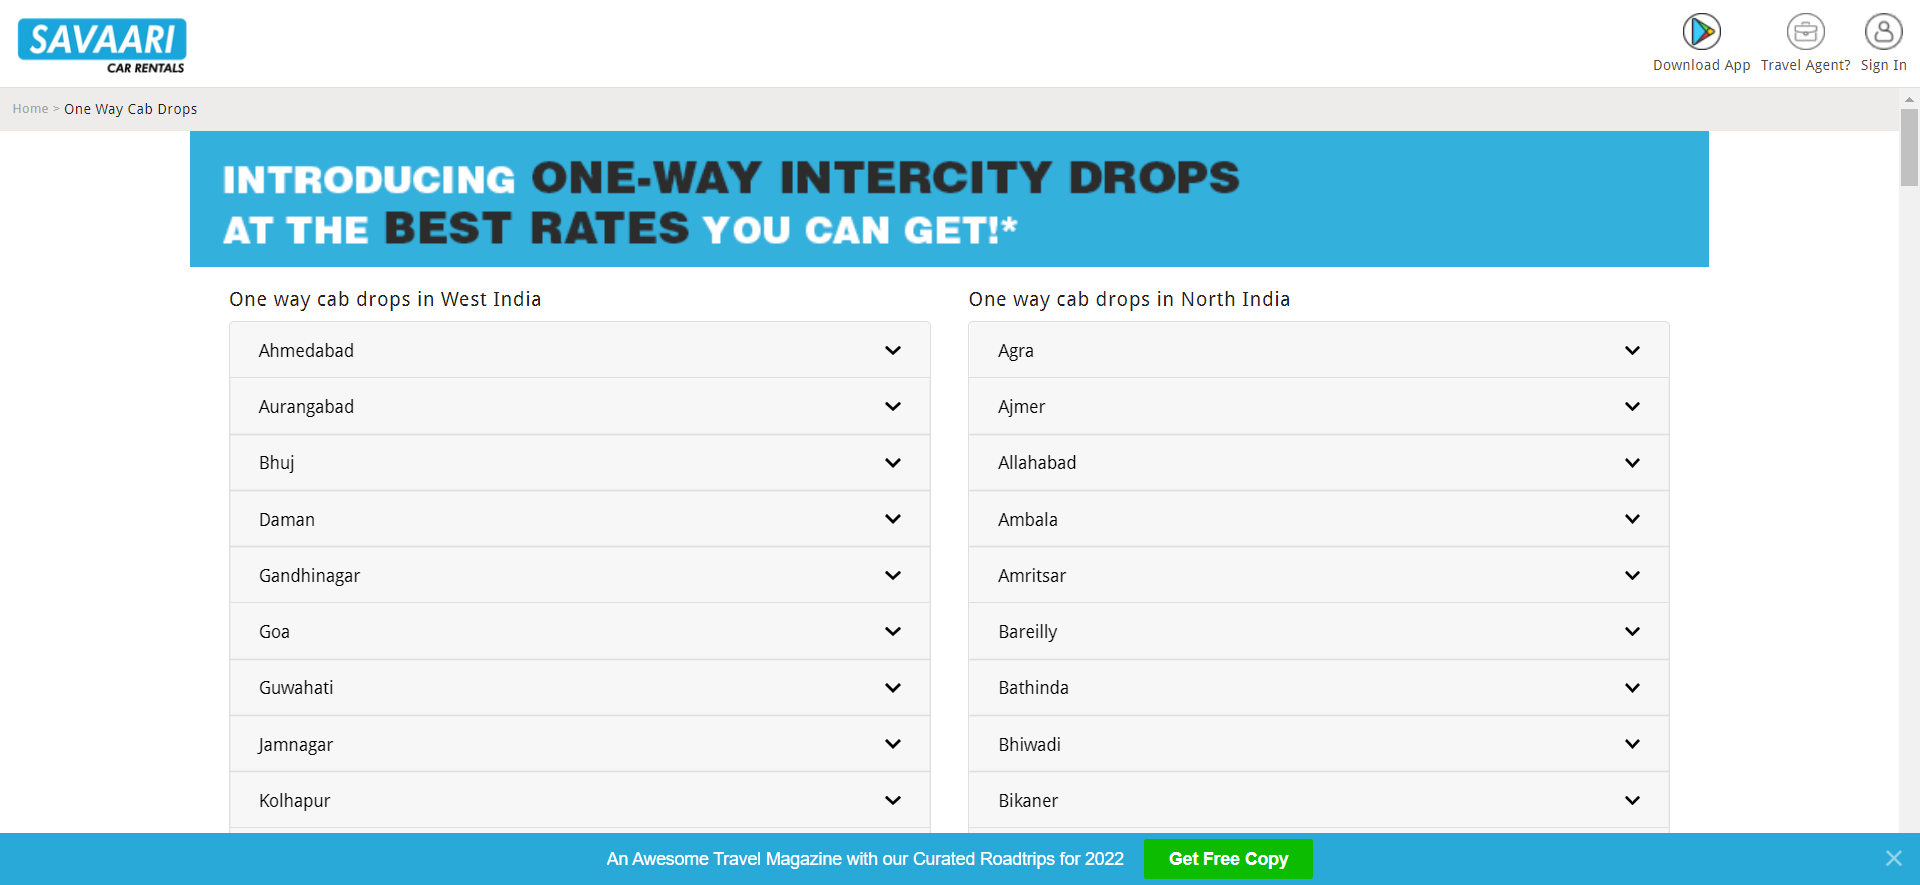 SAVAARI
CAR RENTALS
Download App
Travel Agent?
Sign In
Home > One Way Cab Drops
INTRODUCING ONE-WAY INTERCITY DROPS
AT THE BEST RATES YOU CAN GET!*
One way cab drops in West India
Ahmedabad
Aurangabad
Bhuj
Daman
Gandhinagar
Goa
Guwahati
Jamnagar
Kolhapur
One way cab drops in North India
Agra
Ajmer
Allahabad
Ambala
Amritsar
Bareilly
Bathinda
Bhiwadi
Bikaner
An Awesome Travel Magazine with our Curated Roadtrips for 2022
Get Free Copy